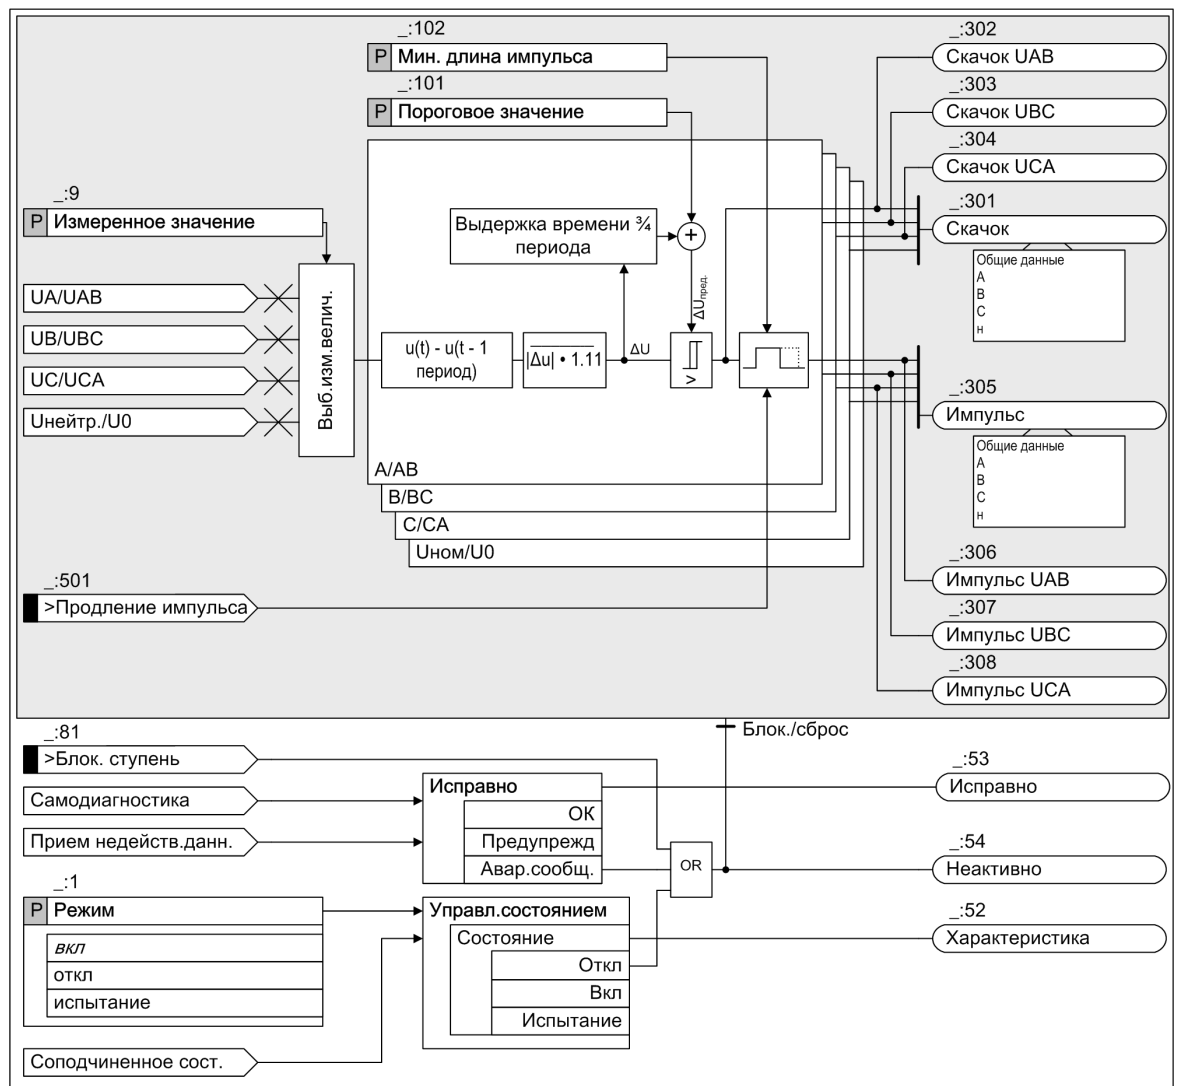 _:102
P Мин. длина импульса
_:101
P Пороговое значение
_:302
Скачок UAB
_:303
Скачок UBC
_:304
Скачок UCA
_:301
Скачок
Общие данные
A
B
C
н
_:9
P Измеренное значение
UA/UAB
UB/UBC
UC/UCA
Uнейтр./U0
Выб.изм.велич.
Выдержка времени ¾
периода
+
ΔUпред.
u(t) - u(t - 1
период)
|Δu| • 1.11
ΔU
A/AB
B/BC
C/CA
Uном/U0
_:305
Импульс
Общие данные
A
B
C
н
_:306
Импульс UAB
_:307
Импульс UBC
_:308
Импульс UCA
_:501
>Продление импульса
Блок./сброс
_:81
>Блок. ступень
Самодиагностика
Прием недейств.данн.
Исправно
ОК
Предупрежд
Авар.сообщ.
OR
_:53
Исправно
_:54
Неактивно
_:52
Характеристика
_:1
P Режим
вкл
откл
испытание
Управл.состоянием
Состояние
Откл
Вкл
Испытание
Соподчиненное сост.